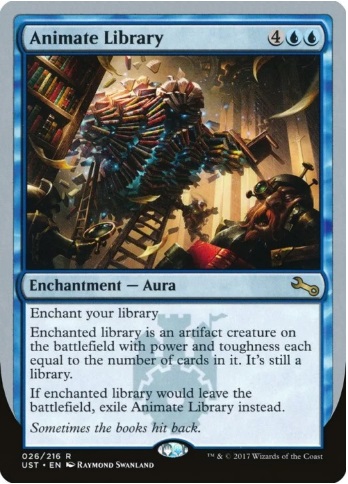 Animate Library 4
Enchantment — Aura
Enchant your library
Enchanted library is an artifact creature on
the battlefield with power and toughness each
equal to the number of cards in it. It's still a
library.
If enchanted library would leave the
battlefield, exile Animate Library instead.
Sometimes the books hit back.
026/216 R
UST • EN Raymond Swanland
™ & © 2017 Wizards of the Coast